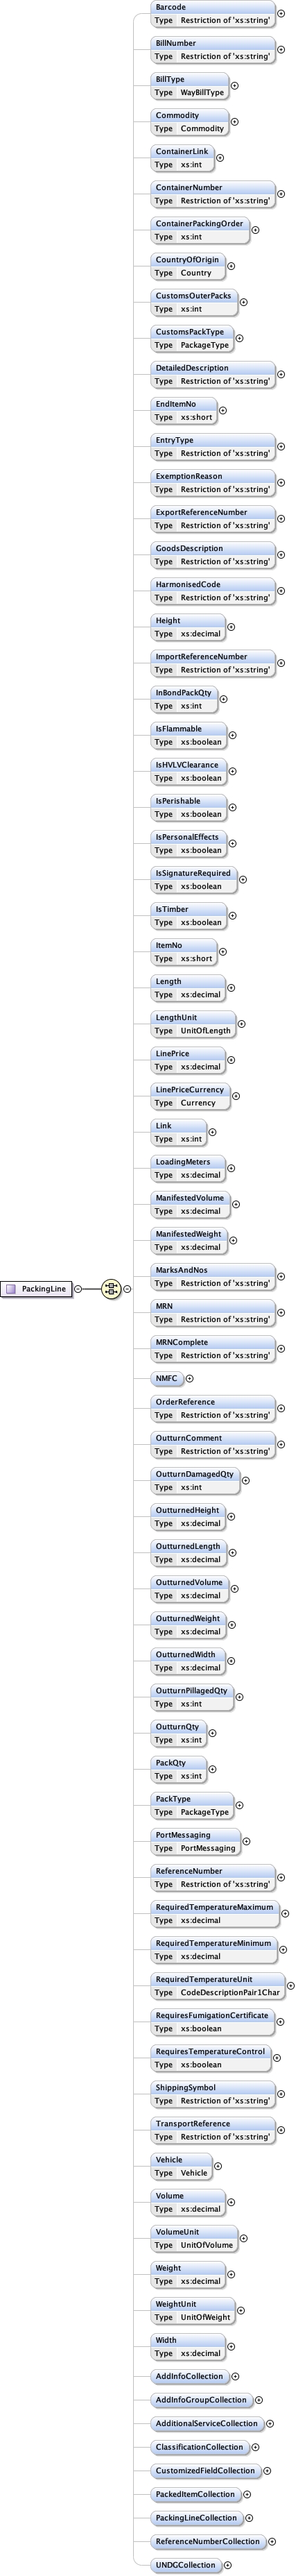 Barcode
Type Restriction of 'xs:string'
BillNumber
Type Restriction of 'xs:string'
BillType
Type WayBillType
Commodity
Type Commodity
ContainerLink
Type xs:int
ContainerNumber
Type Restriction of 'xs:string'
ContainerPackingOrder
Type xs:int
CountryOfOrigin
Type Country
CustomsOuterPacks
Type xs:int
CustomsPackType
Type PackageType
DetailedDescription
Type Restriction of 'xs:string'
EndItemNo
Type xs:short
EntryType
Type Restriction of 'xs:string'
ExemptionReason
Type Restriction of 'xs:string'
ExportReferenceNumber
Type Restriction of 'xs:string'
GoodsDescription
Type Restriction of 'xs:string'
HarmonisedCode
Type Restriction of 'xs:string'
Height
Type xs:decimal
ImportReferenceNumber
Type Restriction of 'xs:string'
InBondPackQty
Type xs:int
IsFlammable
Type xs:boolean
IsHVLVClearance
Type xs:boolean
IsPerishable
Type xs:boolean
IsPersonalEffects
Type xs:boolean
IsSignatureRequired
Type xs:boolean
IsTimber
Type xs:boolean
ItemNo
Type xs:short
Length
Type xs:decimal
LengthUnit
Type UnitOfLength
LinePrice
Type xs:decimal
LinePriceCurrency
Type Currency
Link
Type xs:int
LoadingMeters
Type xs:decimal
ManifestedVolume
Type xs:decimal
ManifestedWeight
Type xs:decimal
MarksAndNos
Type Restriction of 'xs:string'
PackingLine
MRN
Type Restriction of 'xs:string'
MRNComplete
Type Restriction of 'xs:string'
NMFC
OrderReference
Type Restriction of 'xs:string'
OutturnComment
Type Restriction of 'xs:string'
OutturnDamagedQty
Type xs:int
OutturnedHeight
Type xs:decimal
OutturnedLength
Type xs:decimal
OutturnedVolume
Type xs:decimal
OutturnedWeight
Type xs:decimal
OutturnedWidth
Type xs:decimal
OutturnPillagedQty
Type xs:int
OutturnQty
Type xs:int
PackQty
Type xs:int
PackType
Type PackageType
PortMessaging
Type PortMessaging
ReferenceNumber
Type Restriction of 'xs:string'
RequiredTemperatureMaximum
Type xs:decimal
RequiredTemperatureMinimum
Type xs:decimal
RequiredTemperatureUnit
Type CodeDescriptionPair1Char
RequiresFumigationCertificate
Type xs:boolean
RequiresTemperatureControl
Type xs:boolean
ShippingSymbol
Type Restriction of 'xs:string'
TransportReference
Type Restriction of 'xs:string'
Vehicle
Type Vehicle
Volume
Type xs:decimal
VolumeUnit
Type UnitOfVolume
Weight
Type xs:decimal
WeightUnit
Type UnitOfWeight
Width
Type xs:decimal
AddInfoCollection
AddInfoGroupCollection
AdditionalServiceCollection
ClassificationCollection
CustomizedFieldCollection
PackedItemCollection
PackingLineCollection
ReferenceNumberCollection
UNDGCollection